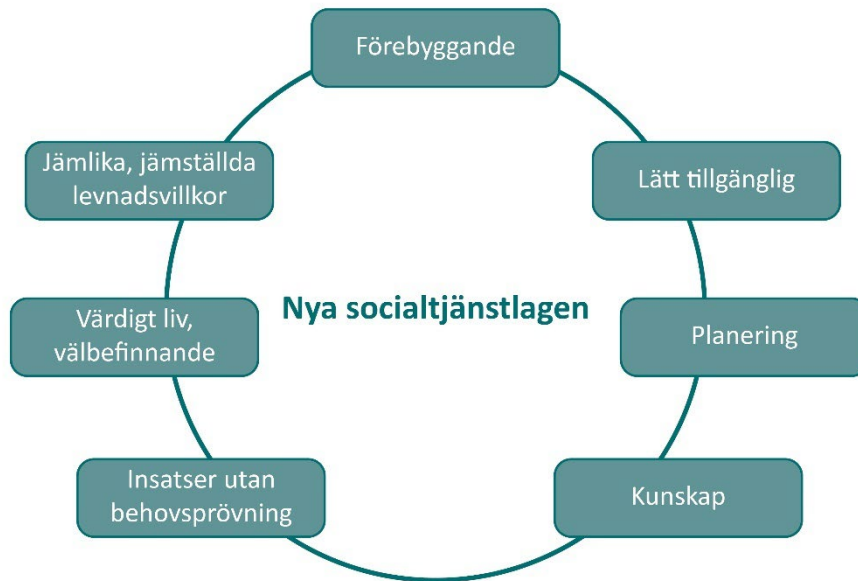 Förebyggande
Jämlika, jämställda
levnadsvillkor
Lätt tillgänglig
Nya socialtjänstlagen
Värdigt liv,
välbefinnande
Planering
Insatser utan
behovsprövning
Kunskap